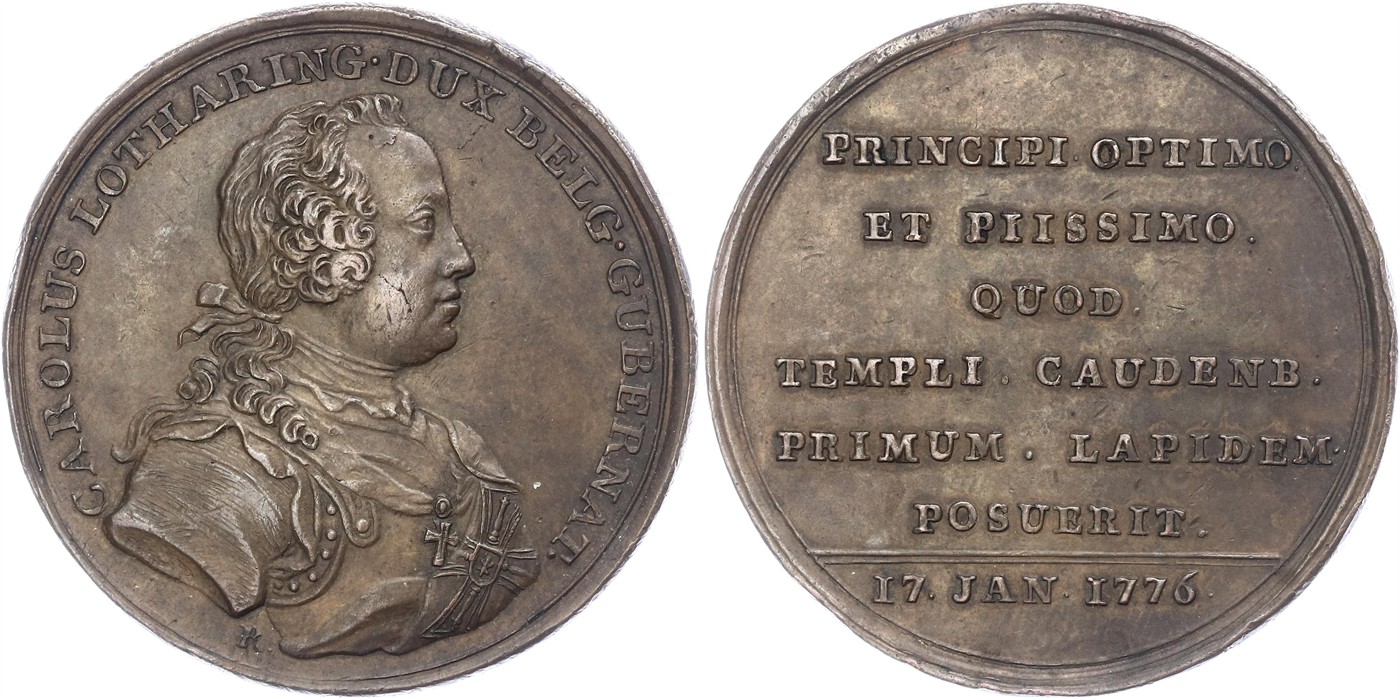 CAROLUS LOTHARING·DUX BELG·GUBERNAT.
R.
PRINCIPI. OPTIMO.
ET PIISSIMO.
QUOD.
TEMPLI. CAUDENB.
PRIMUM. LAPIDEM.
POSUERIT.
17. JAN. 1776.